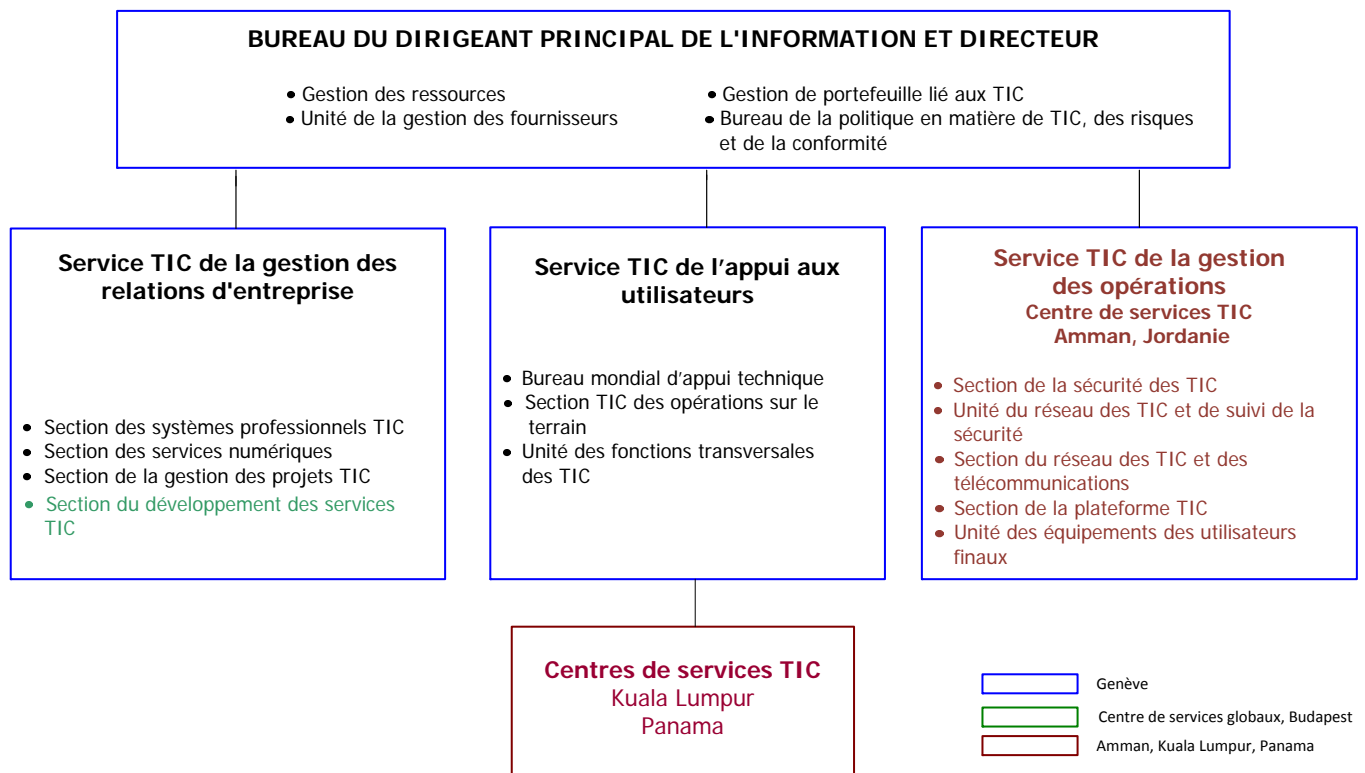 BUREAU DU DIRIGEANT PRINCIPAL DE L'INFORMATION ET DIRECTEUR
• Gestion des ressources
• Unité de la gestion des fournisseurs
• Gestion de portefeuille lié aux TIC
• Bureau de la politique en matière de TIC, des risques
et de la conformité
Service TIC de la gestion des
relations d'entreprise
• Section des systèmes professionnels TIC
• Section des services numériques
• Section de la gestion des projets TIC
• Section du développement des services
TIC
Service TIC de l’appui aux
utilisateurs
• Bureau mondial d’appui technique
• Section TIC des opérations sur le
terrain
• Unité des fonctions transversales
des TIC
Service TIC de la gestion
des opérations
Centre de services TIC
Amman, Jordanie
• Section de la sécurité des TIC
• Unité du réseau des TIC et de suivi de la
sécurité
• Section du réseau des TIC et des
télécommunications
• Section de la plateforme TIC
• Unité des équipements des utilisateurs
finaux
Centres de services TIC
Kuala Lumpur
Panama
Genève
Centre de services globaux, Budapest
Amman, Kuala Lumpur, Panama